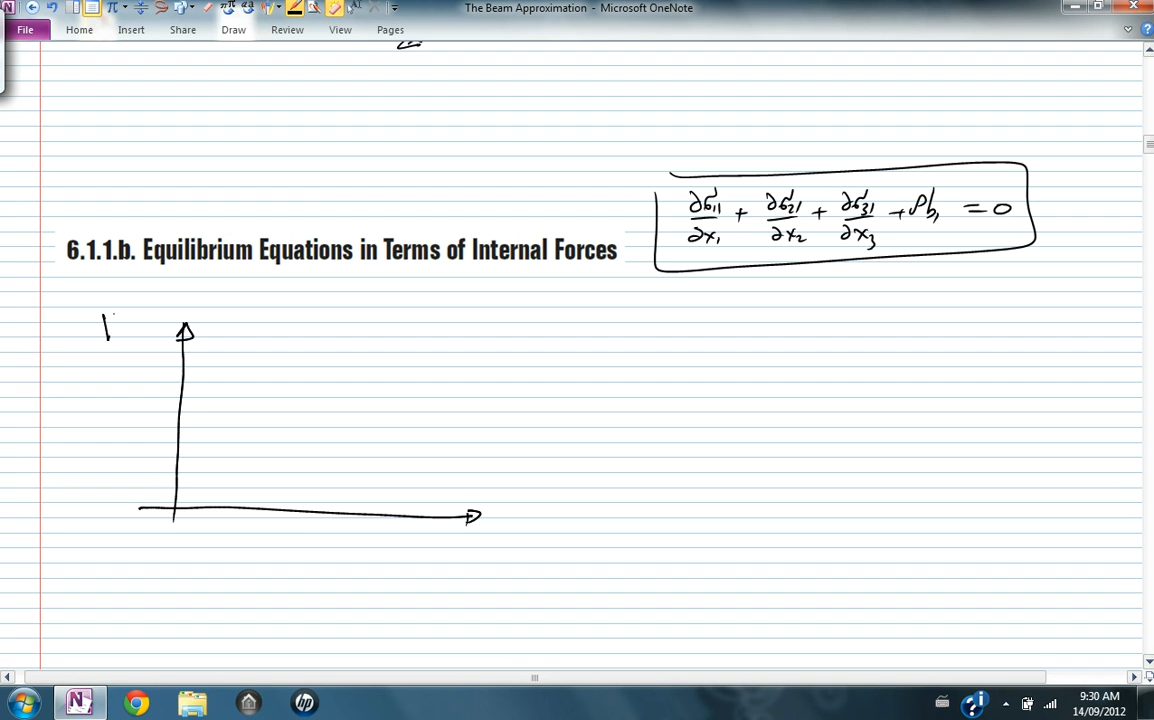 The Beam Approximation - Microsoft OneNote
File Home Insert Share Draw Review View Pages
∂σ₁₁/∂x₁ + ∂σ₂₁/∂x₂ + ∂σ₃₁/∂x₃ + ρb₁ = 0
6.1.1.b. Equilibrium Equations in Terms of Internal Forces
9:30 AM
14/09/2012